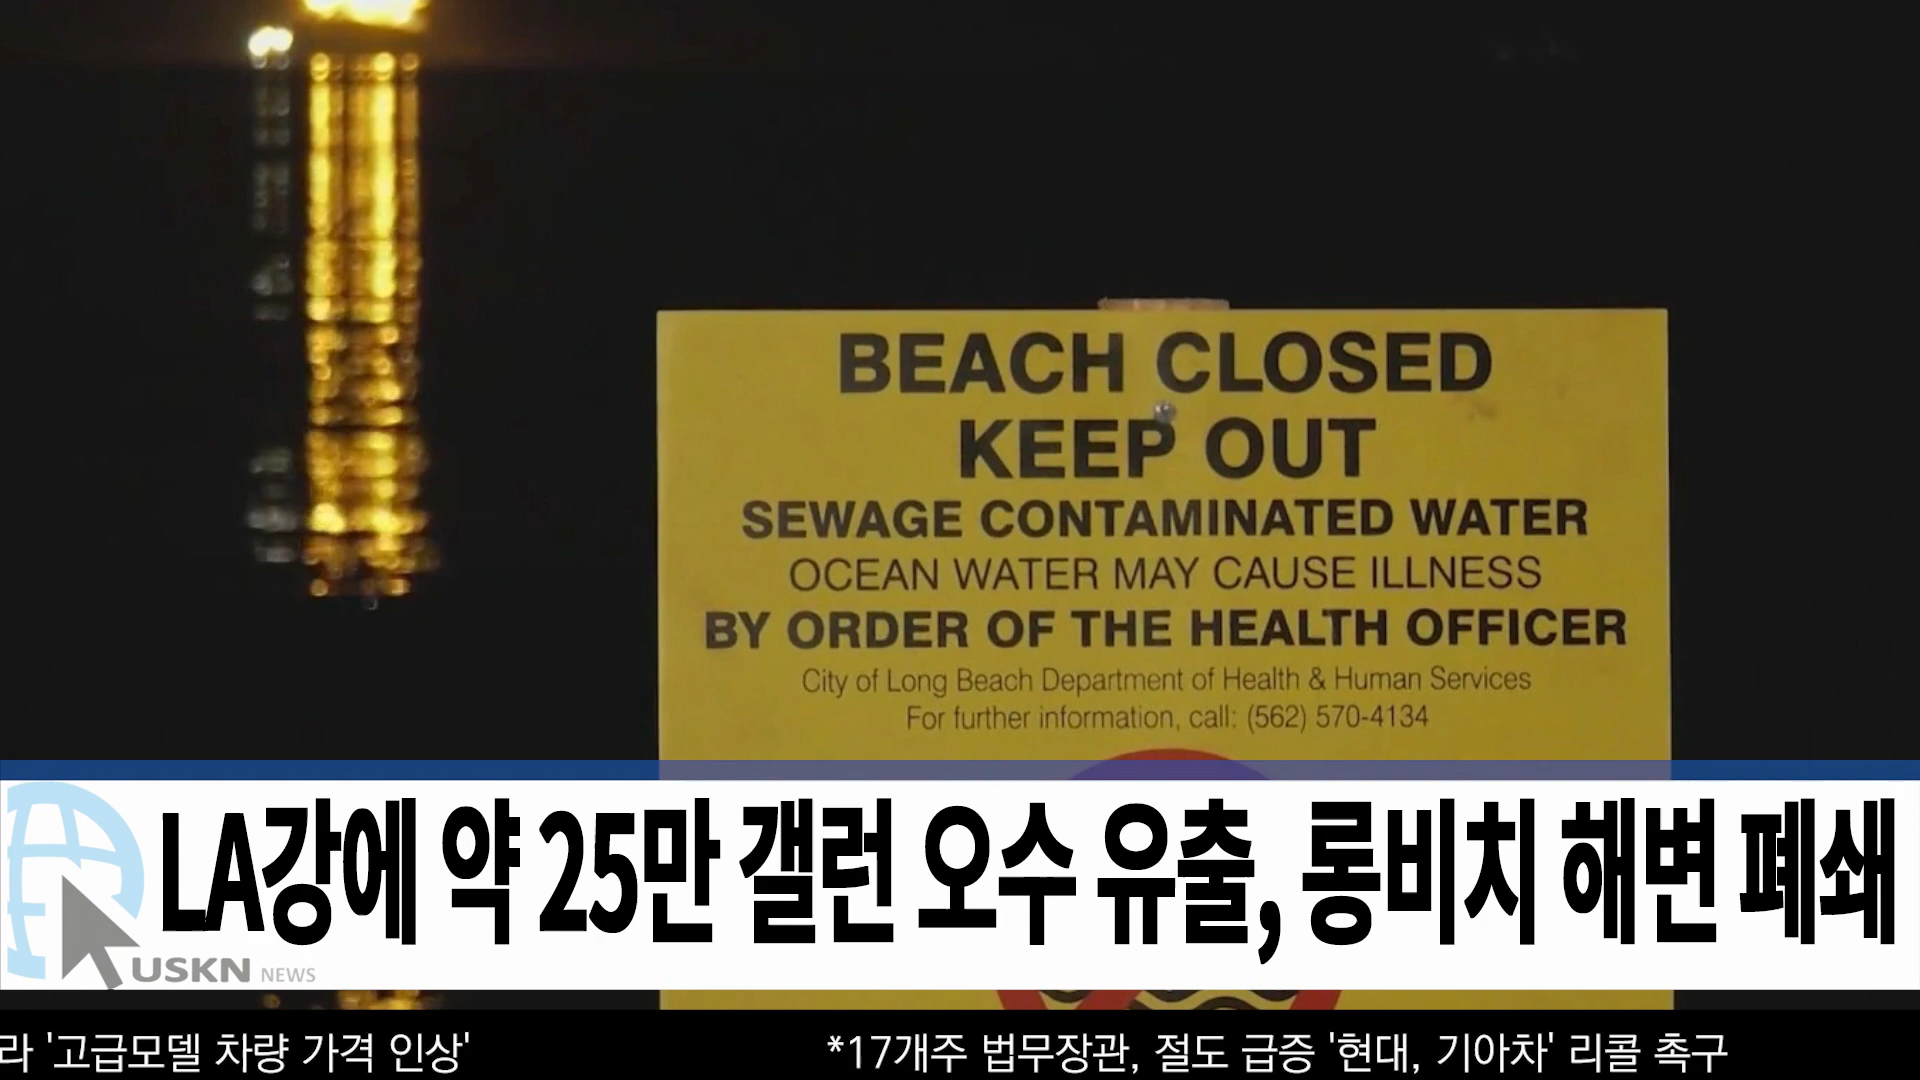 BEACH CLOSED
KEEP OUT
SEWAGE CONTAMINATED WATER
OCEAN WATER MAY CAUSE ILLNESS
BY ORDER OF THE HEALTH OFFICER
City of Long Beach Department of Health & Human Services
For further information, call: (562) 570-4134
LA강에 약 25만 갤런 오수 유출, 롱비치 해변 폐쇄
USKN NEWS
라 '고급모델 차량 가격 인상' *17개주 법무장관, 절도 급증 '현대, 기아차' 리콜 촉구